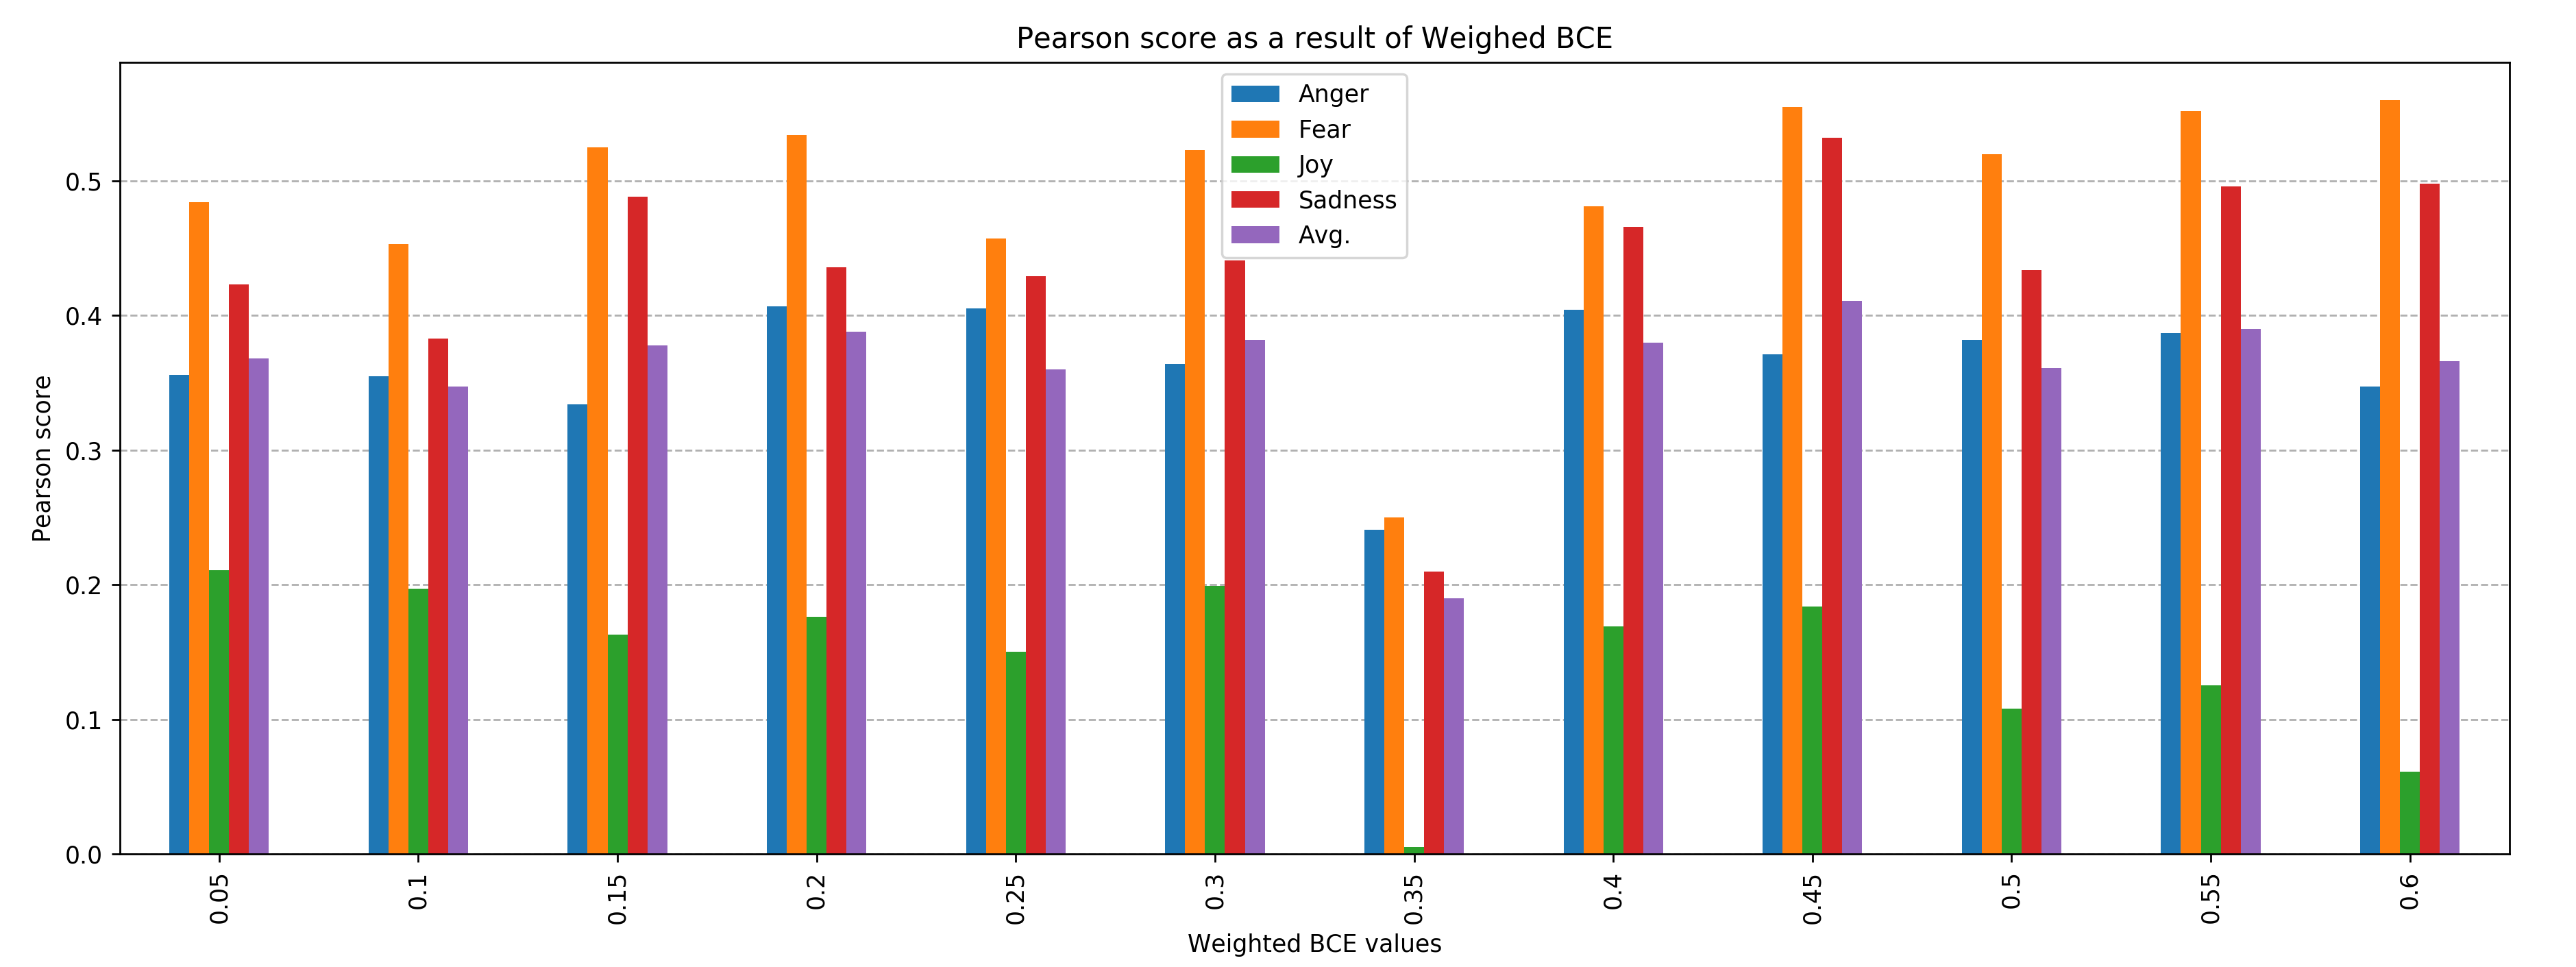 Pearson score as a result of Weighed BCE
Anger
Fear
Joy
Sadness
Avg.
Pearson score
0.5
0.4
0.3
0.2
0.1
0.0
0.05
0.1
0.15
0.2
0.25
0.3
0.35
0.4
0.45
0.5
0.55
0.6
Weighted BCE values